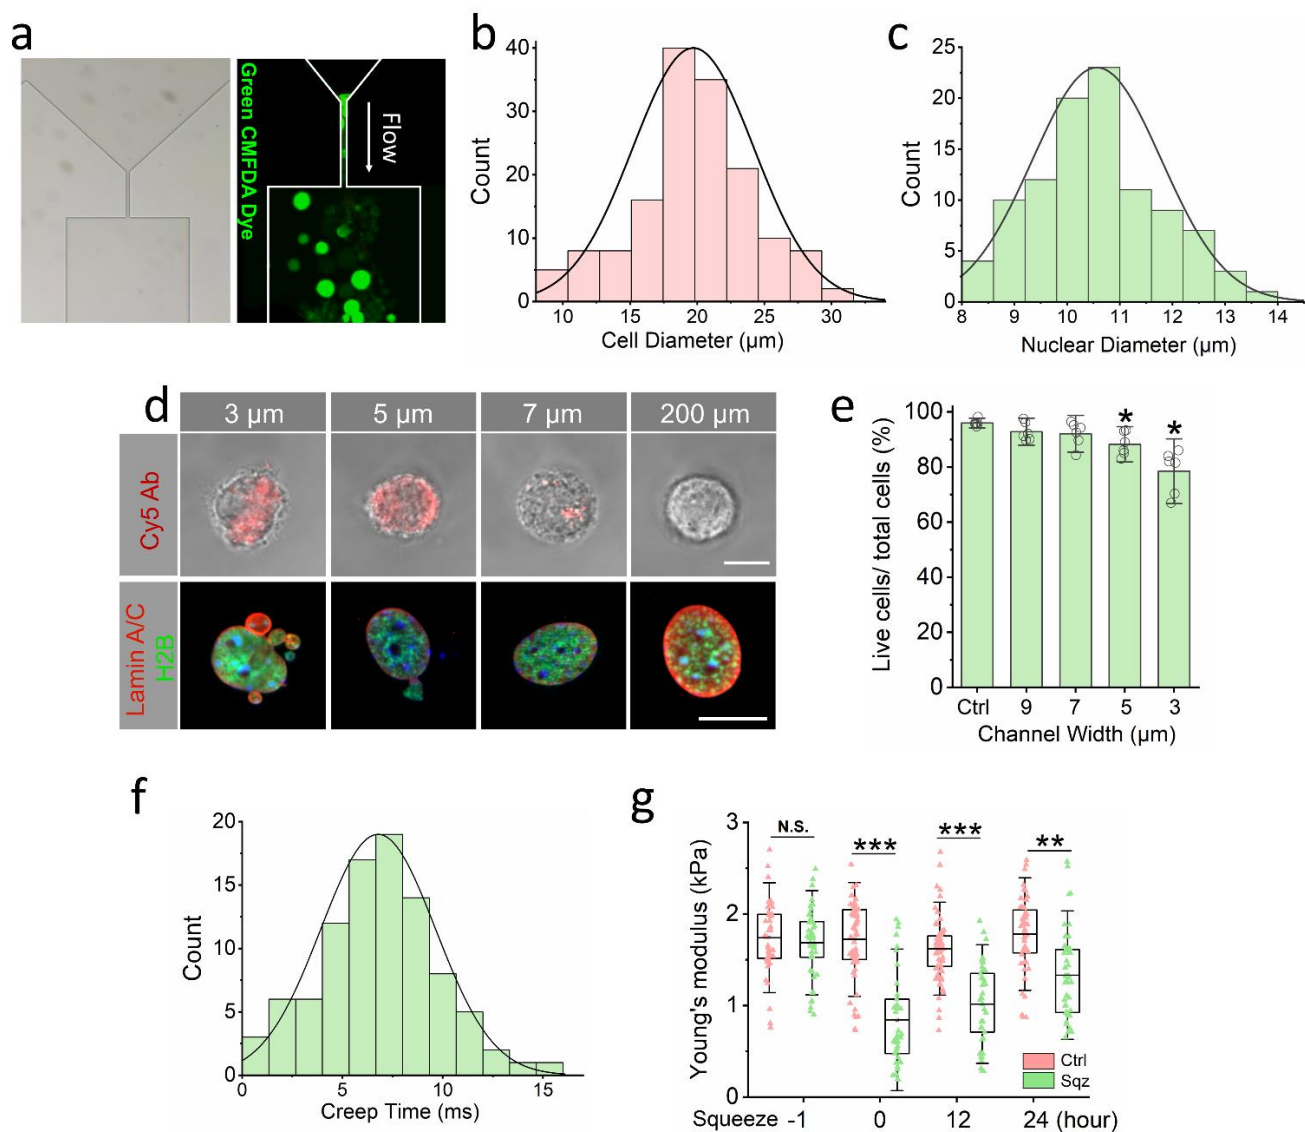 a
Green CMFDA Dye
Flow
b
Count
40
30
20
10
0
10 15 20 25 30
Cell Diameter (µm)
c
Count
25
20
15
10
5
0
8 9 10 11 12 13 14
Nuclear Diameter (µm)
d
3 µm 5 µm 7 µm 200 µm
Cy5 Ab
Lamin A/C
H2B
e
Live cells/ total cells (%)
100
80
60
40
20
0
* *
Ctrl 9 7 5 3
Channel Width (µm)
f
Count
20
15
10
5
0
0 5 10 15
Creep Time (ms)
g
Young's modulus (kPa)
3
2
1
0
N.S. *** *** **
Ctrl
Sqz
Squeeze -1 0 12 24 (hour)